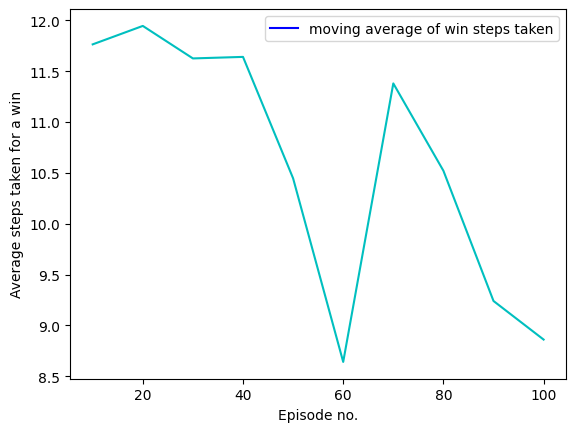 moving average of win steps taken
12.0
11.5
11.0
10.5
10.0
9.5
9.0
8.5
Average steps taken for a win
20 40 60 80 100
Episode no.